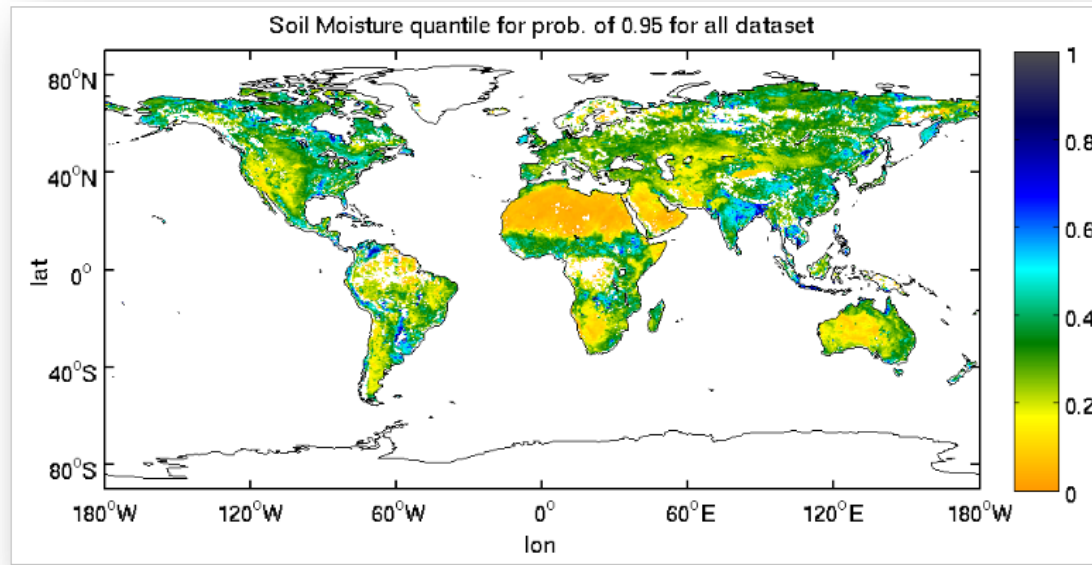 Soil Moisture quantile for prob. of 0.95 for all dataset
80°N
40°N
0°
40°S
80°S
lat
180°W 120°W 60°W 0° 60°E 120°E 180°W
lon
1
0.8
0.6
0.4
0.2
0